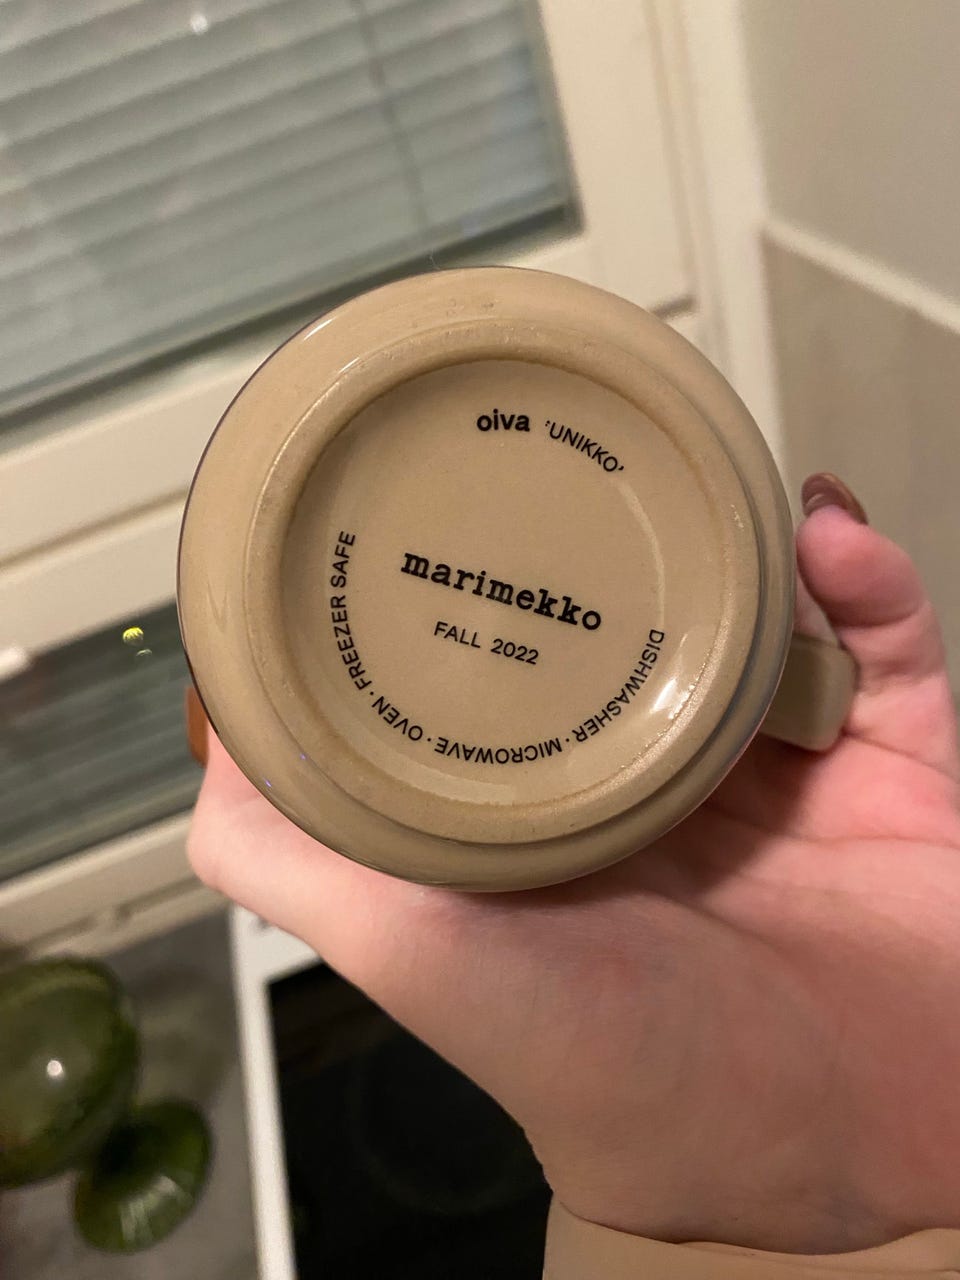 oiva 'UNIKKO'
marimekko
FALL 2022
DISHWASHER · MICROWAVE · OVEN · FREEZER SAFE